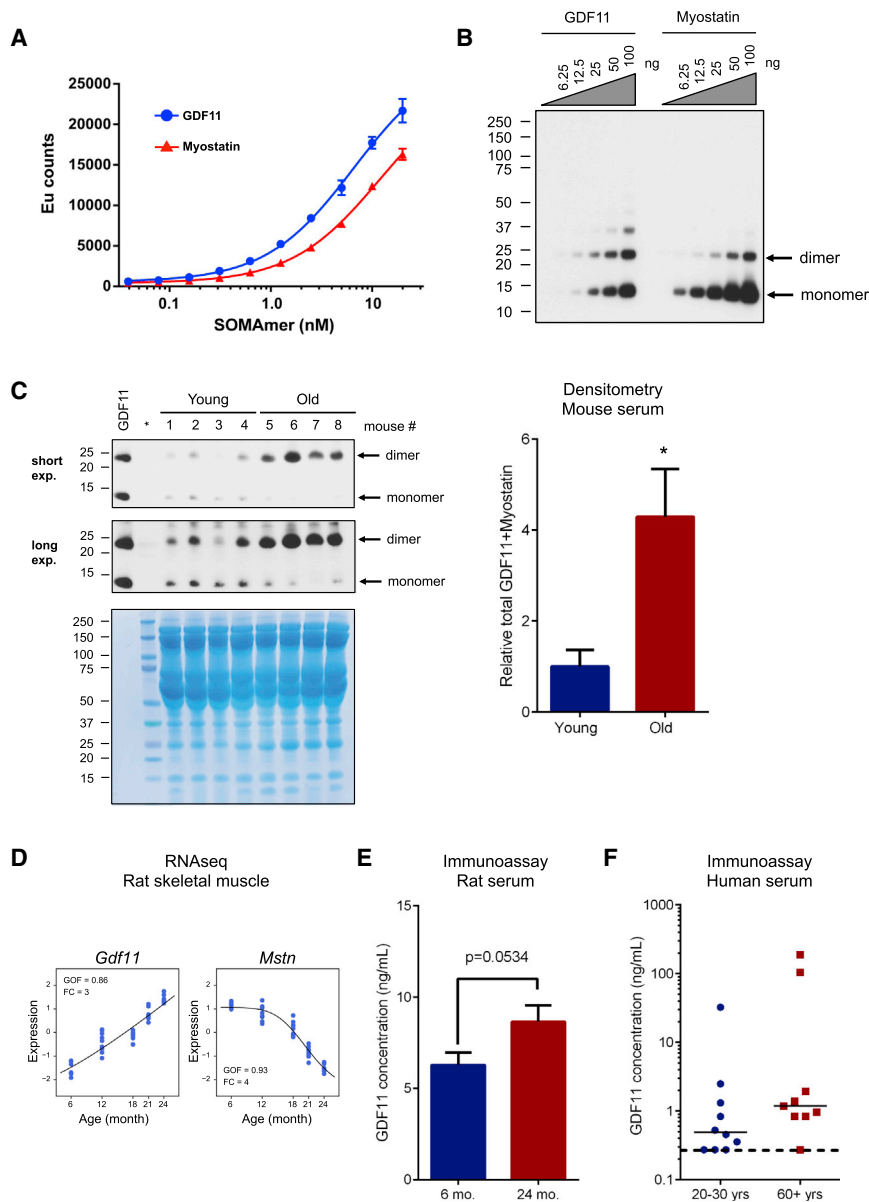 A
25000
20000
15000
10000
5000
0
Eu counts
GDF11
Myostatin
0.1
1.0
10
SOMAmer (nM)
B
GDF11
Myostatin
6.25
12.5
25
50
100
ng
6.25
12.5
25
50
100
ng
250
150
100
75
50
37
25
20
15
10
dimer
monomer
C
GDF11
*
Young
Old
1 2 3 4 5 6 7 8 mouse #
short exp.
25
20
15
dimer
monomer
long exp.
25
20
15
dimer
monomer
250
150
100
75
50
37
25
20
15
Densitometry
Mouse serum
Relative total GDF11+Myostatin
6
4
2
0
*
Young
Old
D
RNAseq
Rat skeletal muscle
Gdf11
GOF = 0.86
FC = 3
Expression
2
1
0
−1
−2
6 12 18 21 24
Age (month)
Mstn
GOF = 0.93
FC = 4
Expression
2
1
0
−1
−2
6 12 18 21 24
Age (month)
E
Immunoassay
Rat serum
GDF11 concentration (ng/mL)
15
10
5
0
p=0.0534
6 mo.
24 mo.
F
Immunoassay
Human serum
GDF11 concentration (ng/mL)
1000
100
10
1
0.1
20-30 yrs
60+ yrs